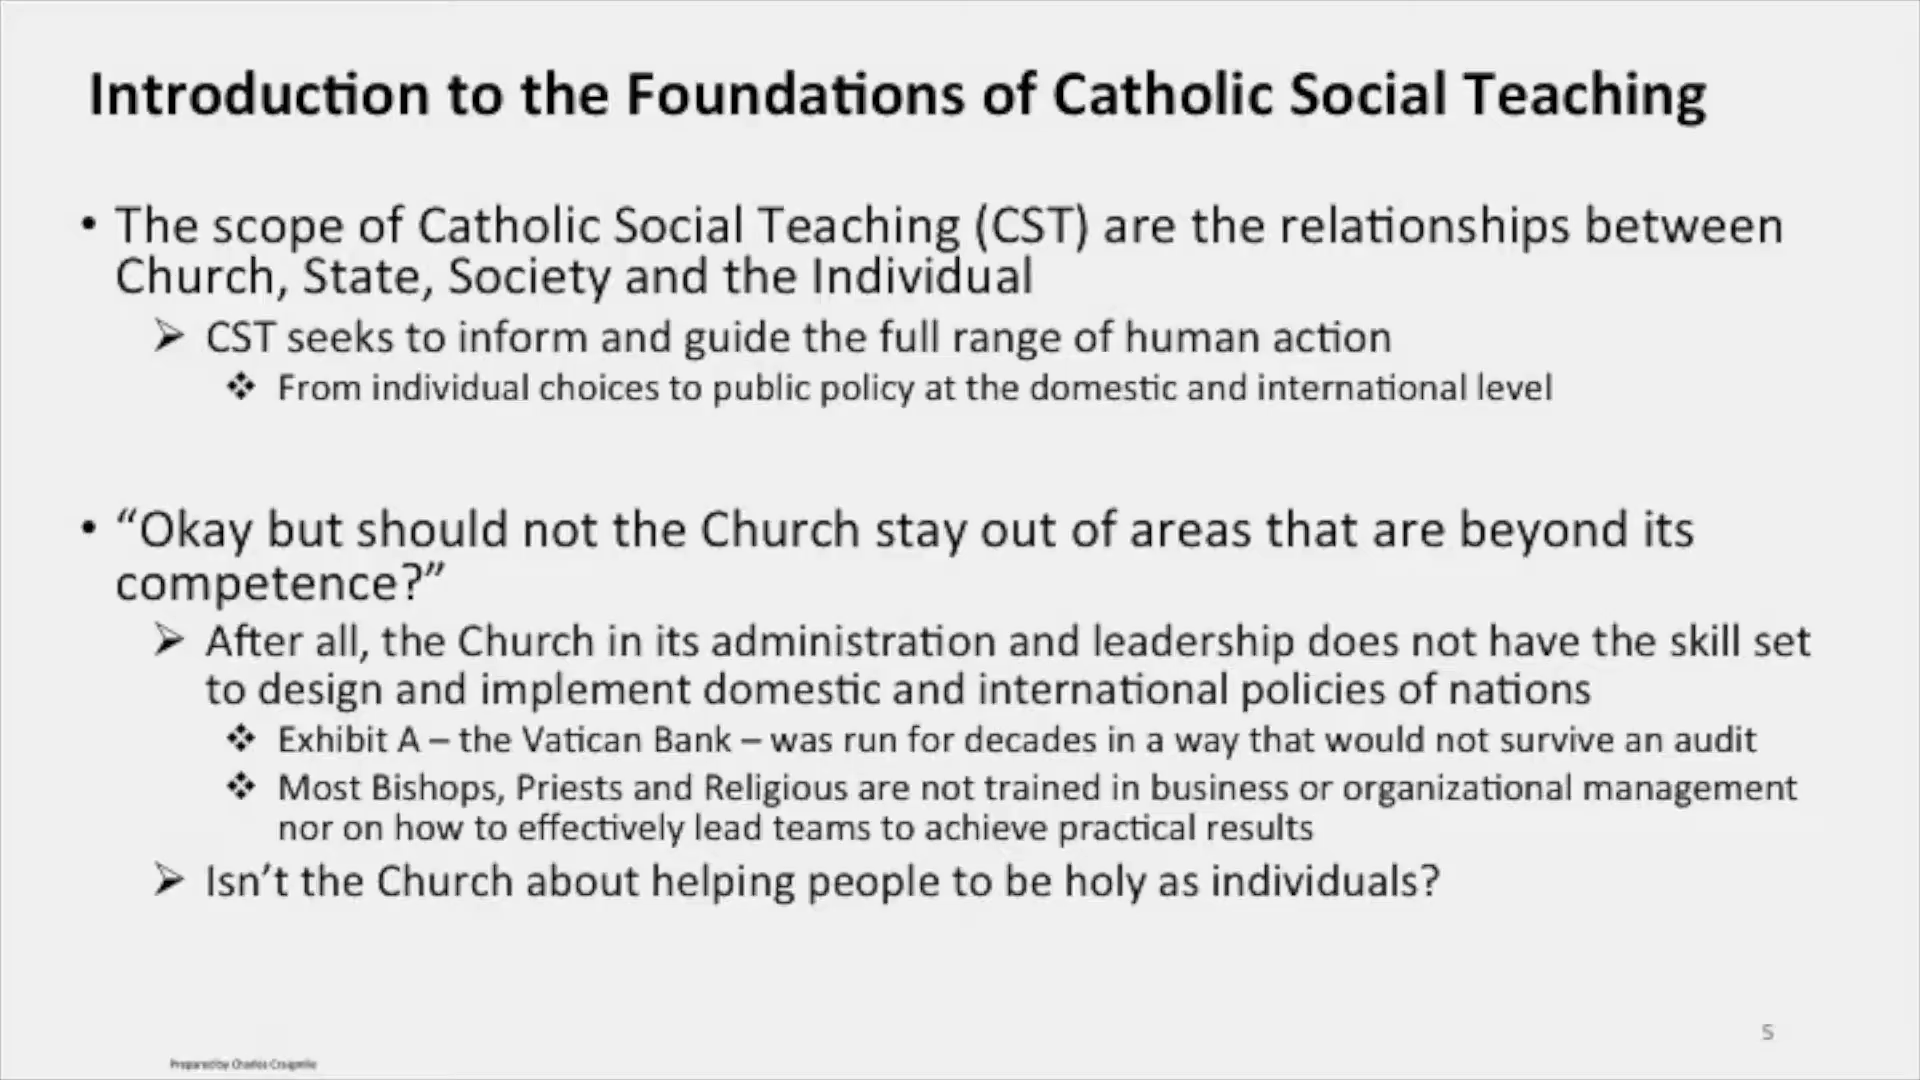 Introduction to the Foundations of Catholic Social Teaching
• The scope of Catholic Social Teaching (CST) are the relationships between
Church, State, Society and the Individual
➢ CST seeks to inform and guide the full range of human action
❖ From individual choices to public policy at the domestic and international level
• “Okay but should not the Church stay out of areas that are beyond its
competence?”
➢ After all, the Church in its administration and leadership does not have the skill set
to design and implement domestic and international policies of nations
❖ Exhibit A – the Vatican Bank – was run for decades in a way that would not survive an audit
❖ Most Bishops, Priests and Religious are not trained in business or organizational management
nor on how to effectively lead teams to achieve practical results
➢ Isn’t the Church about helping people to be holy as individuals?
5
Prepared by Charles Craigmile